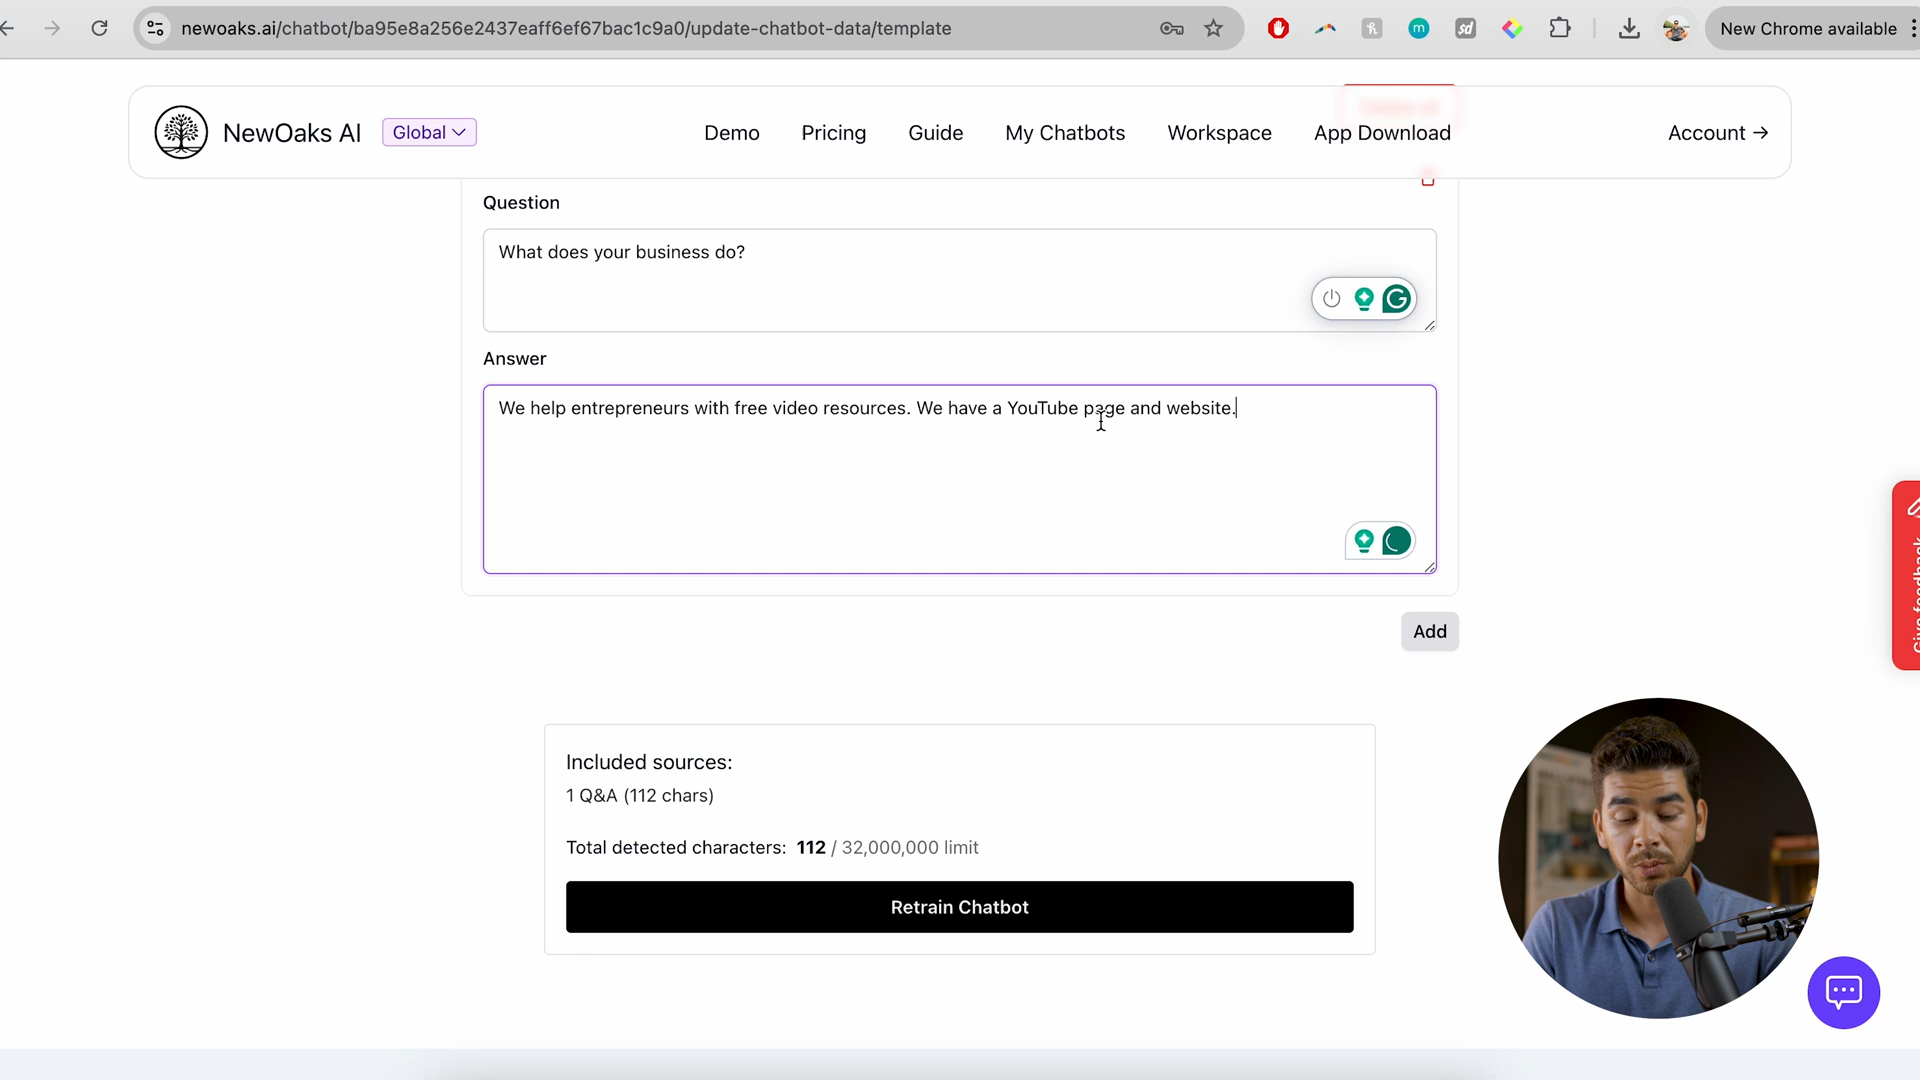 newoaks.ai/chatbot/ba95e8a256e2437eaff6ef67bac1c9a0/update-chatbot-data/template
New Chrome available
NewOaks AI
Global
Demo
Pricing
Guide
My Chatbots
Workspace
App Download
Account →
Question
What does your business do?
Answer
We help entrepreneurs with free video resources. We have a YouTube page and website.
Add
Give feedback
Included sources:
1 Q&A (112 chars)
Total detected characters: 112 / 32,000,000 limit
Retrain Chatbot